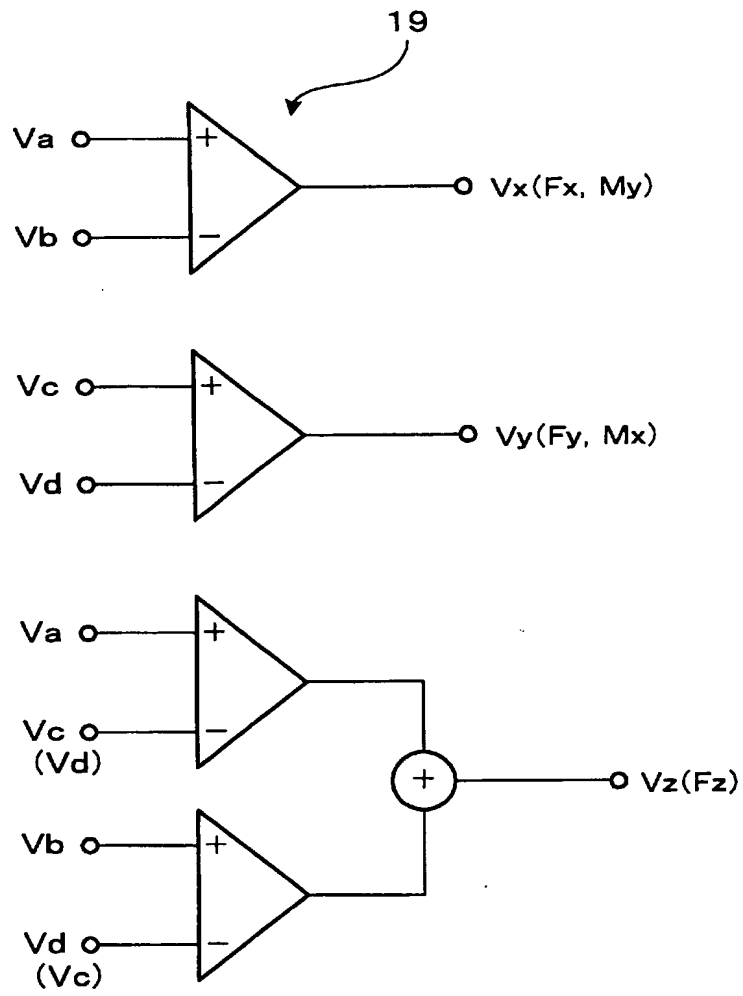 19
Va
+
Vb
−
Vx(Fx, My)
Vc
+
Vd
−
Vy(Fy, Mx)
Va
+
Vc
(Vd)
−
+
Vz(Fz)
Vb
+
Vd
(Vc)
−